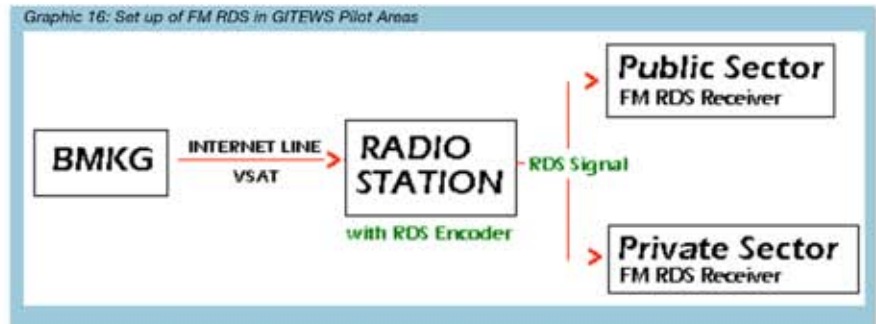 Graphic 16: Set up of FM RDS in GITEWS Pilot Areas
BMKG
INTERNET LINE
VSAT
RADIO
STATION
with RDS Encoder
RDS Signal
Public Sector
FM RDS Receiver
Private Sector
FM RDS Receiver